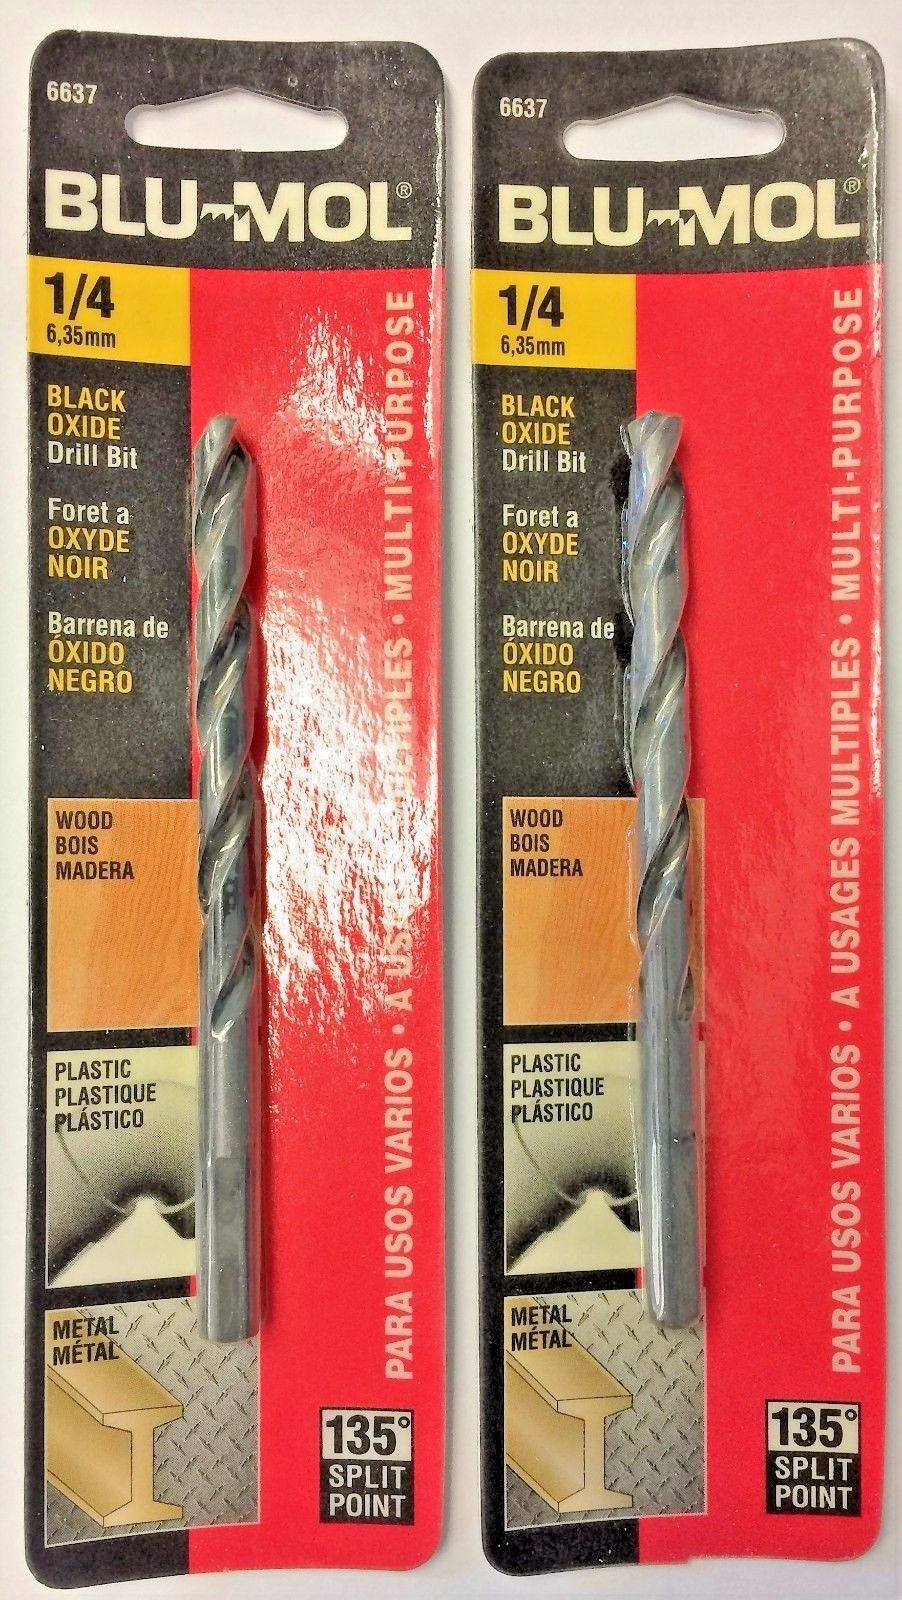 6637
BLU-MOL®
1/4
6,35mm
BLACK
OXIDE
Drill Bit
Foret a
OXYDE
NOIR
Barrena de
ÓXIDO
NEGRO
WOOD
BOIS
MADERA
PLASTIC
PLASTIQUE
PLÁSTICO
METAL
MÉTAL
PARA USOS VARIOS • A USAGES MULTIPLES • MULTI-PURPOSE
135°
SPLIT
POINT
6637
BLU-MOL®
1/4
6,35mm
BLACK
OXIDE
Drill Bit
Foret a
OXYDE
NOIR
Barrena de
ÓXIDO
NEGRO
WOOD
BOIS
MADERA
PLASTIC
PLASTIQUE
PLÁSTICO
METAL
MÉTAL
PARA USOS VARIOS • A USAGES MULTIPLES • MULTI-PURPOSE
135°
SPLIT
POINT